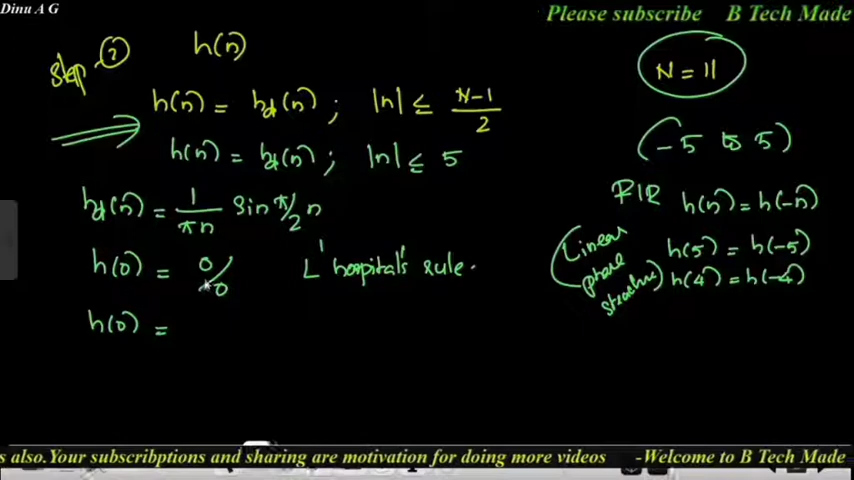 Dinu A G
Please subscribe B Tech Made
step - 2
h(n)
h(n) = hd(n) ; |n| ≤ N-1/2
h(n) = hd(n) ; |n| ≤ 5
hd(n) = 1/πn sin π/2 n
h(0) = 0/0 L'hospital's rule.
h(0) =
N = 11
(-5 to 5)
FIR h(n) = h(-n)
(Linear phase structure)
h(5) = h(-5)
h(4) = h(-4)
s also.Your subscribptions and sharing are motivation for doing more videos -Welcome to B Tech Made